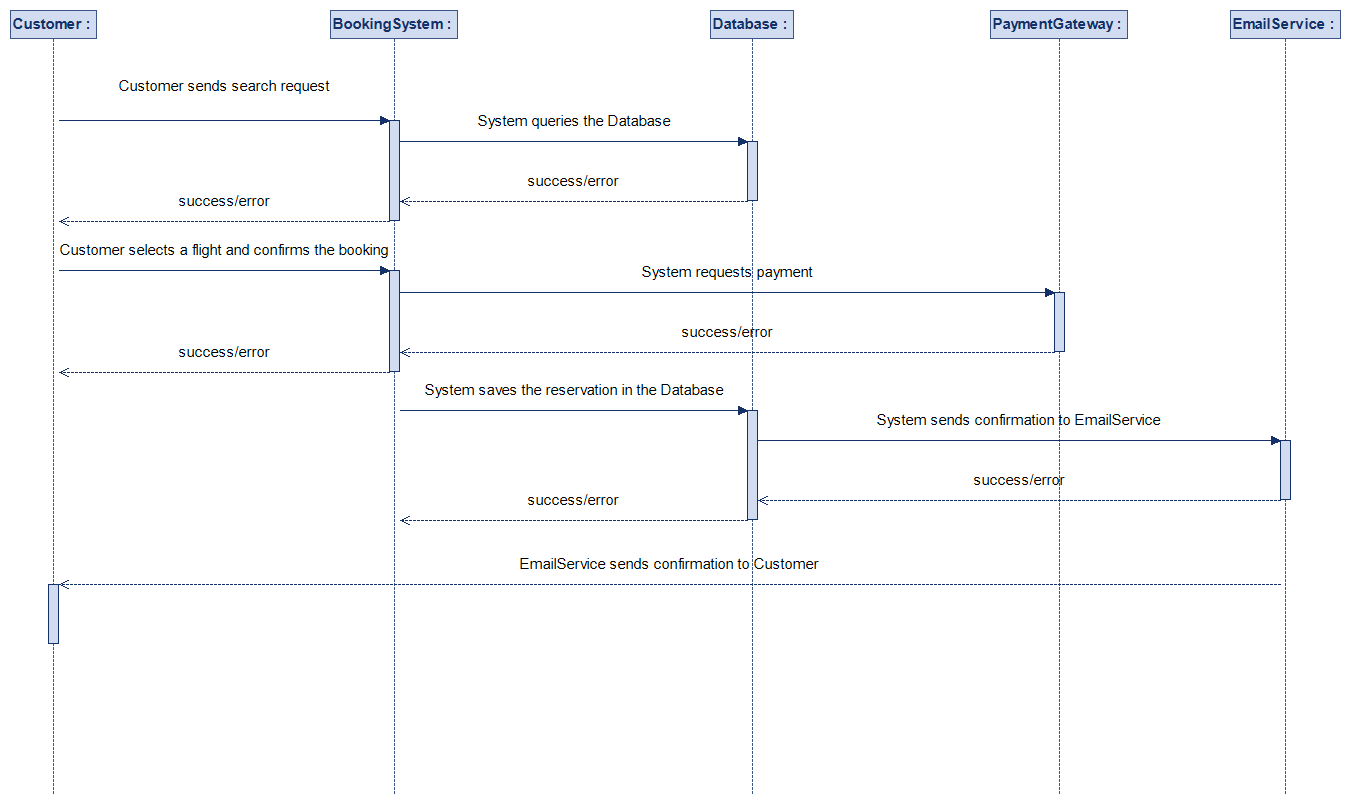 Customer :
BookingSystem :
Database :
PaymentGateway :
EmailService :
Customer sends search request
System queries the Database
success/error
success/error
Customer selects a flight and confirms the booking
System requests payment
success/error
success/error
System saves the reservation in the Database
System sends confirmation to EmailService
success/error
success/error
EmailService sends confirmation to Customer